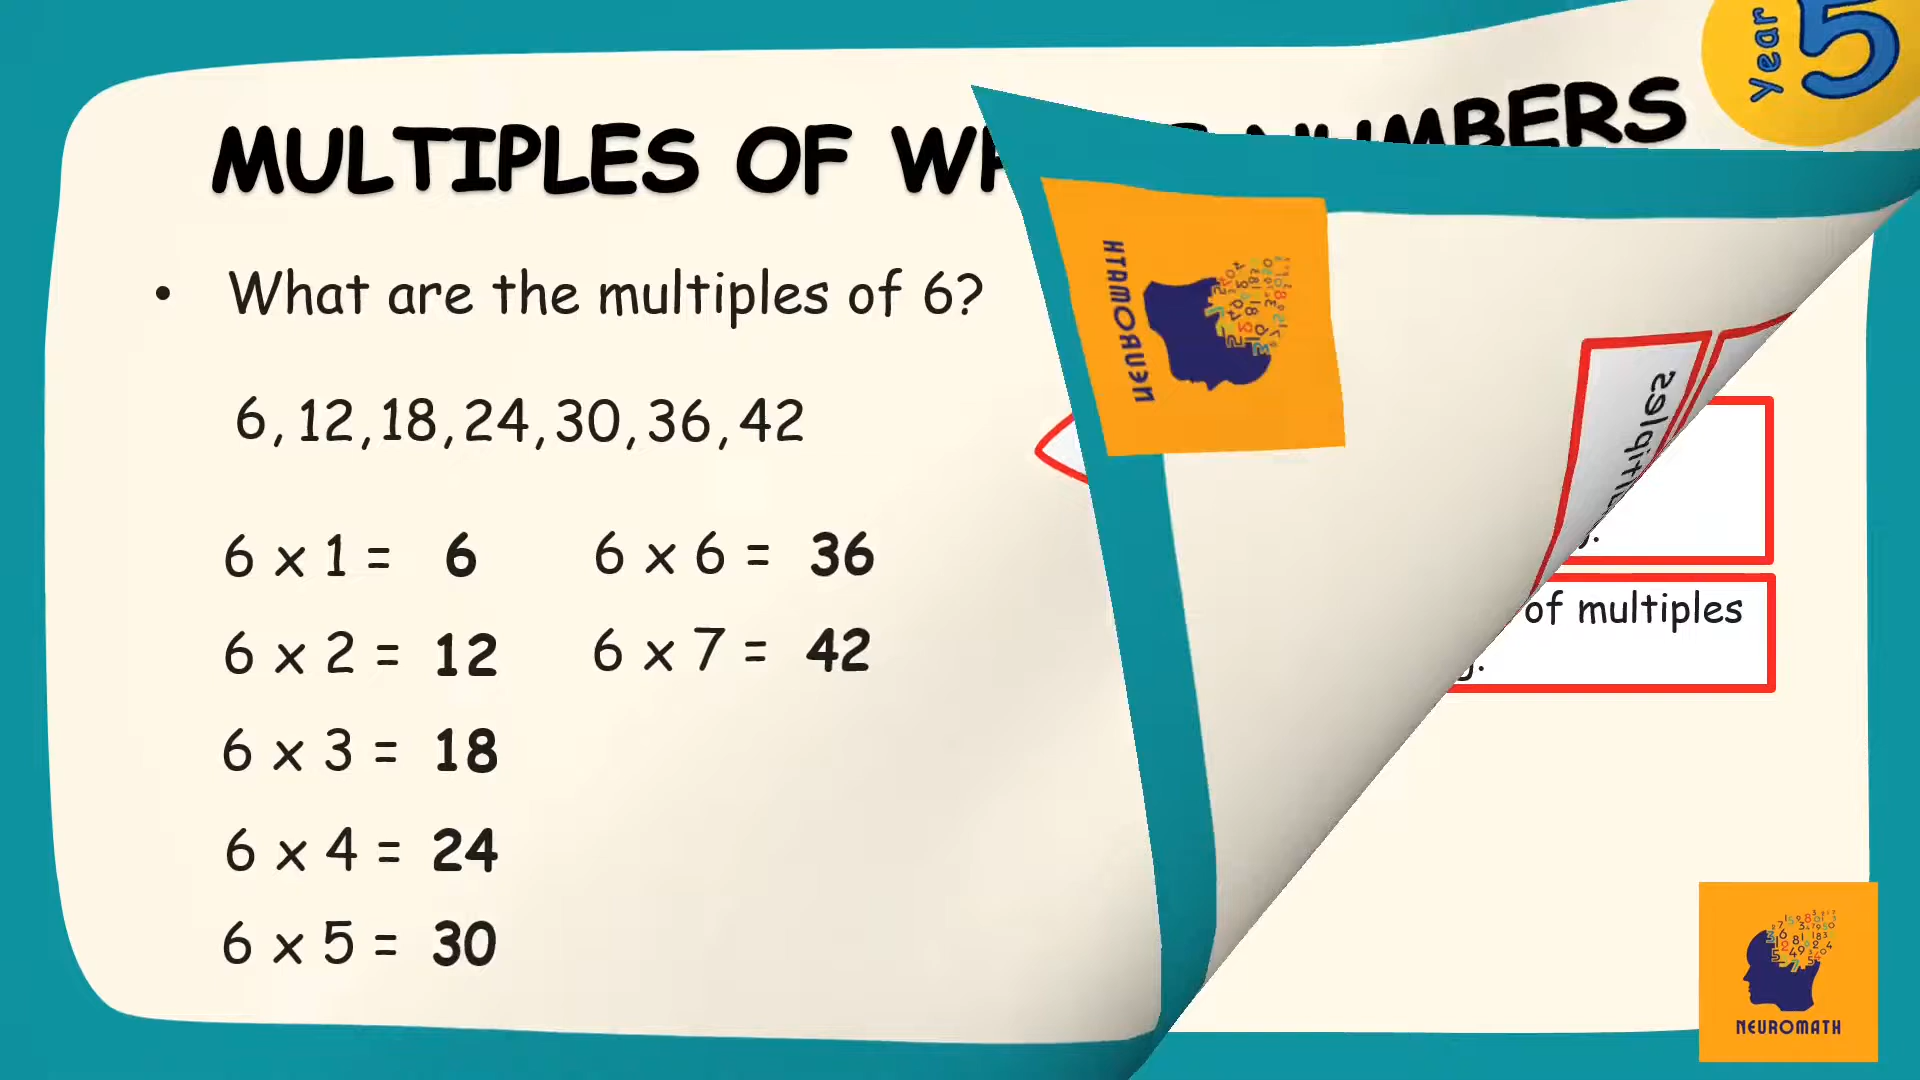 Year 5
MULTIPLES OF NUMBERS
• What are the multiples of 6?
6, 12, 18, 24, 30, 36, 42
6 x 1 = 6
6 x 2 = 12
6 x 3 = 18
6 x 4 = 24
6 x 5 = 30
6 x 6 = 36
6 x 7 = 42
NEUROMATH
of multiples
NEUROMATH